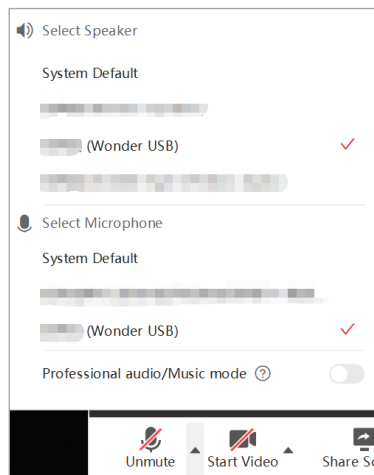 Select Speaker
System Default
(Wonder USB)
Select Microphone
System Default
(Wonder USB)
Professional audio/Music mode ?
Unmute Start Video Share